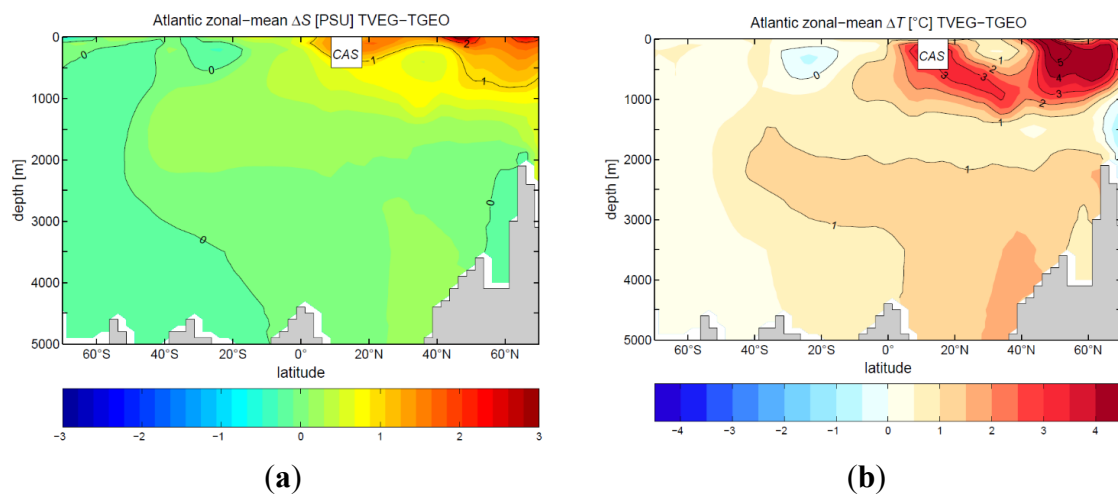 Atlantic zonal−mean ΔS [PSU] TVEG−TGEO
0
1000
2000
3000
4000
5000
depth [m]
60°S 40°S 20°S 0° 20°N 40°N 60°N
latitude
0
0
CAS
1
2
1
0
0
−3 −2 −1 0 1 2 3
(a)
Atlantic zonal−mean ΔT [°C] TVEG−TGEO
0
1000
2000
3000
4000
5000
depth [m]
60°S 40°S 20°S 0° 20°N 40°N 60°N
latitude
0
CAS
1
2
3
3
5
4
3
2
1
1
1
−4 −3 −2 −1 0 1 2 3 4
(b)